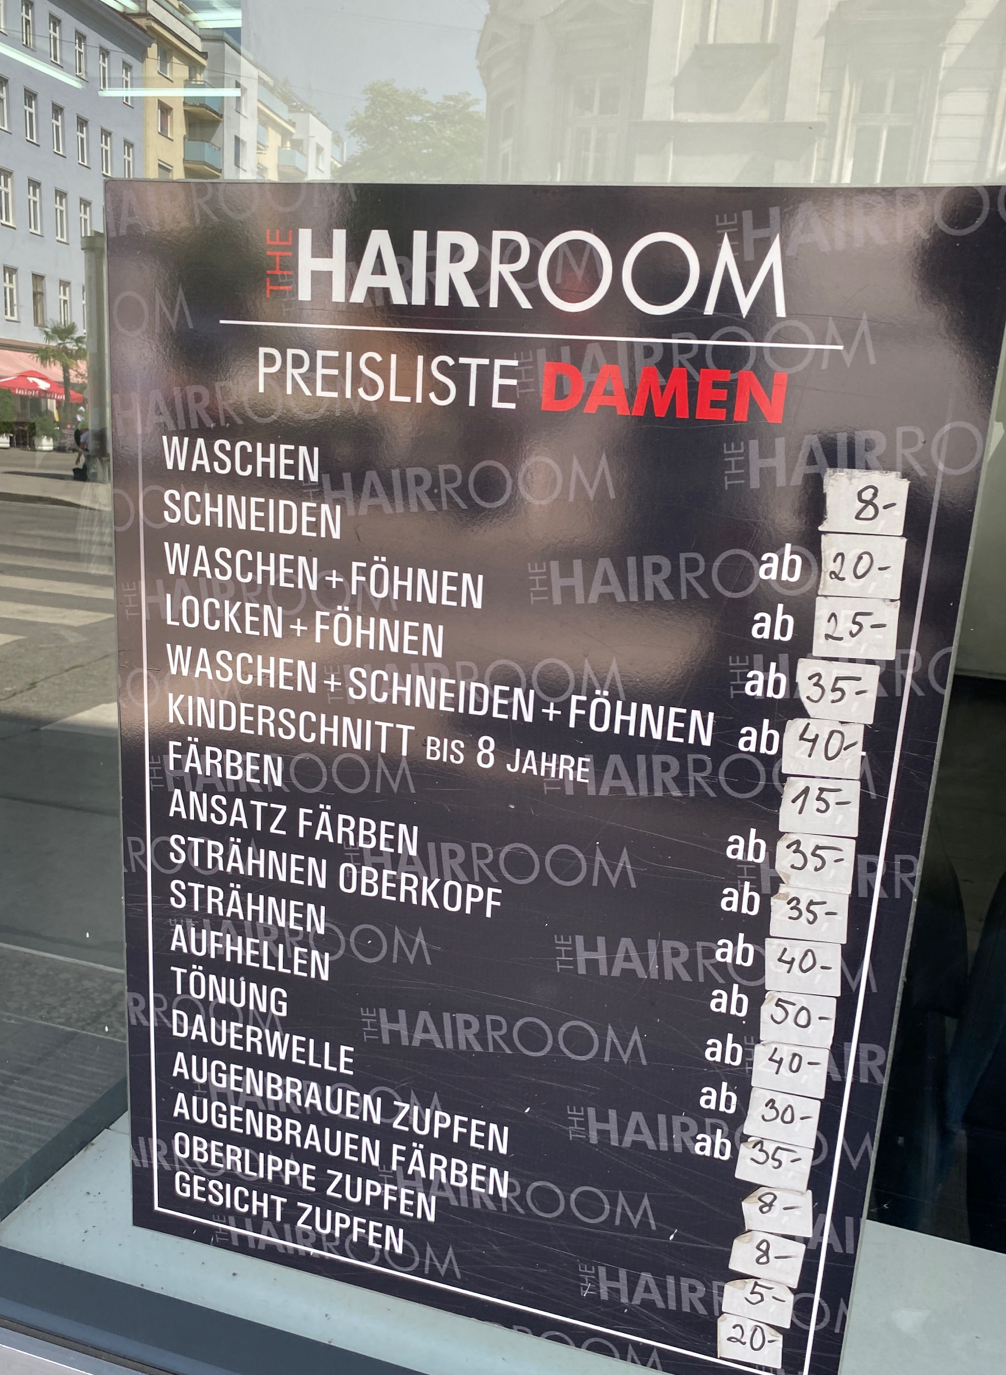 THE HAIRROOM
PREISLISTE DAMEN
WASCHEN 8-
SCHNEIDEN ab 20-
WASCHEN + FÖHNEN ab 25-
LOCKEN + FÖHNEN ab 35-
WASCHEN + SCHNEIDEN + FÖHNEN ab 40-
KINDERSCHNITT BIS 8 JAHRE 15-
FÄRBEN ab 35-
ANSATZ FÄRBEN ab 35-
STRÄHNEN OBERKOPF ab 40-
STRÄHNEN ab 50-
AUFHELLEN ab 40-
TÖNUNG ab 30-
DAUERWELLE ab 35-
AUGENBRAUEN ZUPFEN 8-
AUGENBRAUEN FÄRBEN 8-
OBERLIPPE ZUPFEN 5-
GESICHT ZUPFEN 20-